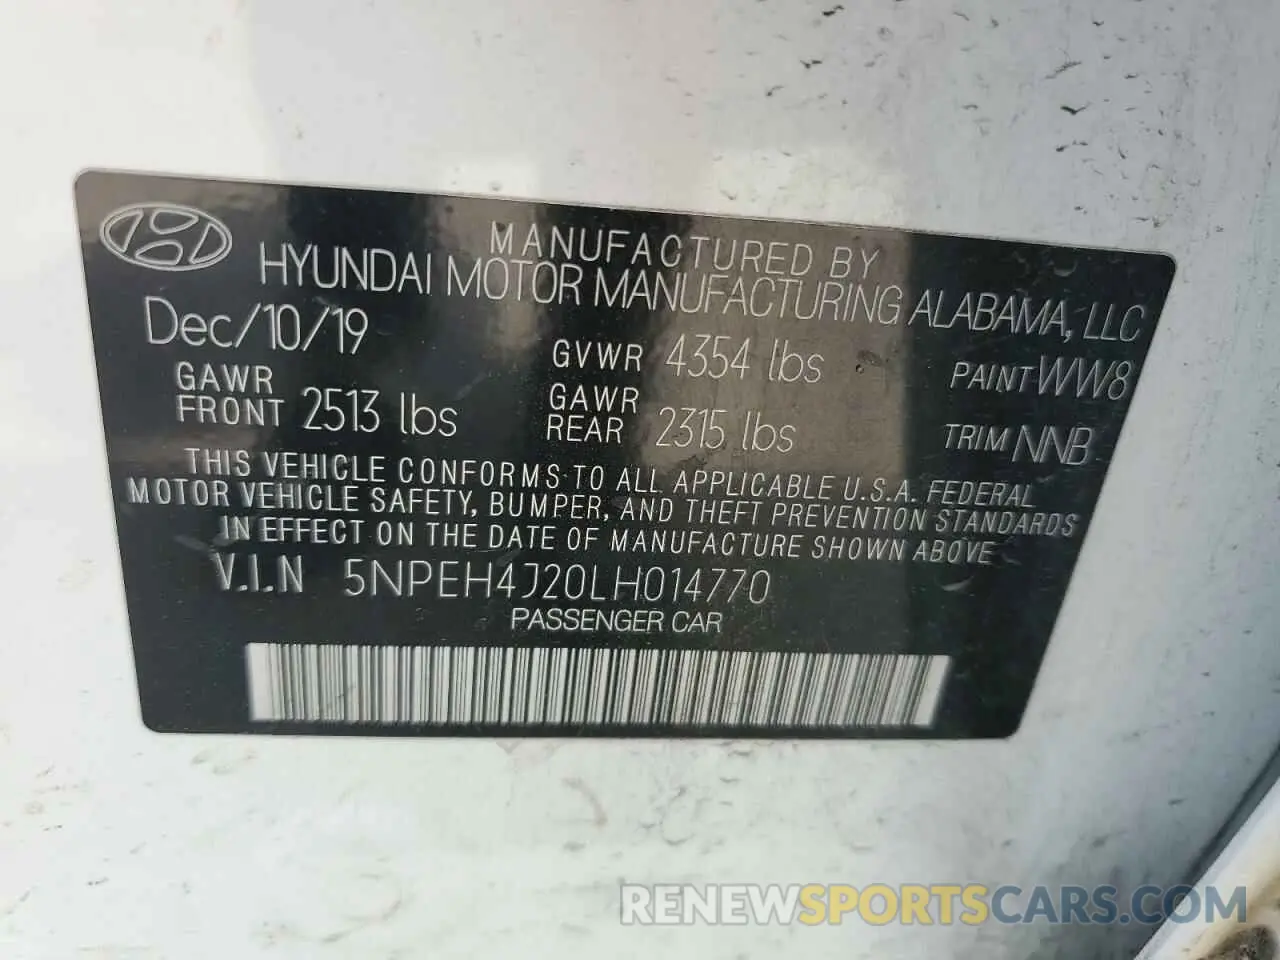 MANUFACTURED BY
HYUNDAI MOTOR MANUFACTURING ALABAMA, LLC
Dec/10/19
GVWR 4354 lbs
PAINT WW8
GAWR FRONT 2513 lbs
GAWR REAR 2315 lbs
TRIM NNB
THIS VEHICLE CONFORMS TO ALL APPLICABLE U.S.A. FEDERAL
MOTOR VEHICLE SAFETY, BUMPER, AND THEFT PREVENTION STANDARDS
IN EFFECT ON THE DATE OF MANUFACTURE SHOWN ABOVE
V.I.N 5NPEH4J20LH014770
PASSENGER CAR
RENEWSPORTSCARS.COM